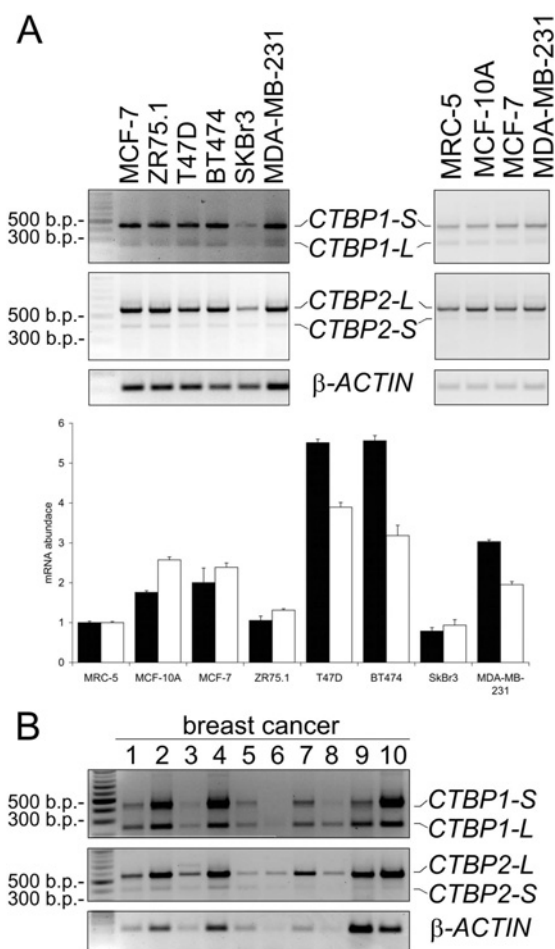 A
MCF-7
ZR75.1
T47D
BT474
SKBr3
MDA-MB-231
MRC-5
MCF-10A
MCF-7
MDA-MB-231
500 b.p.-
300 b.p.-
CTBP1-S
CTBP1-L
500 b.p.-
300 b.p.-
CTBP2-L
CTBP2-S
β-ACTIN
mRNA abundace
6
5
4
3
2
1
0
MRC-5
MCF-10A
MCF-7
ZR75.1
T47D
BT474
SkBr3
MDA-MB-
231
B
breast cancer
1 2 3 4 5 6 7 8 9 10
500 b.p.-
300 b.p.-
CTBP1-S
CTBP1-L
500 b.p.-
300 b.p.-
CTBP2-L
CTBP2-S
β-ACTIN